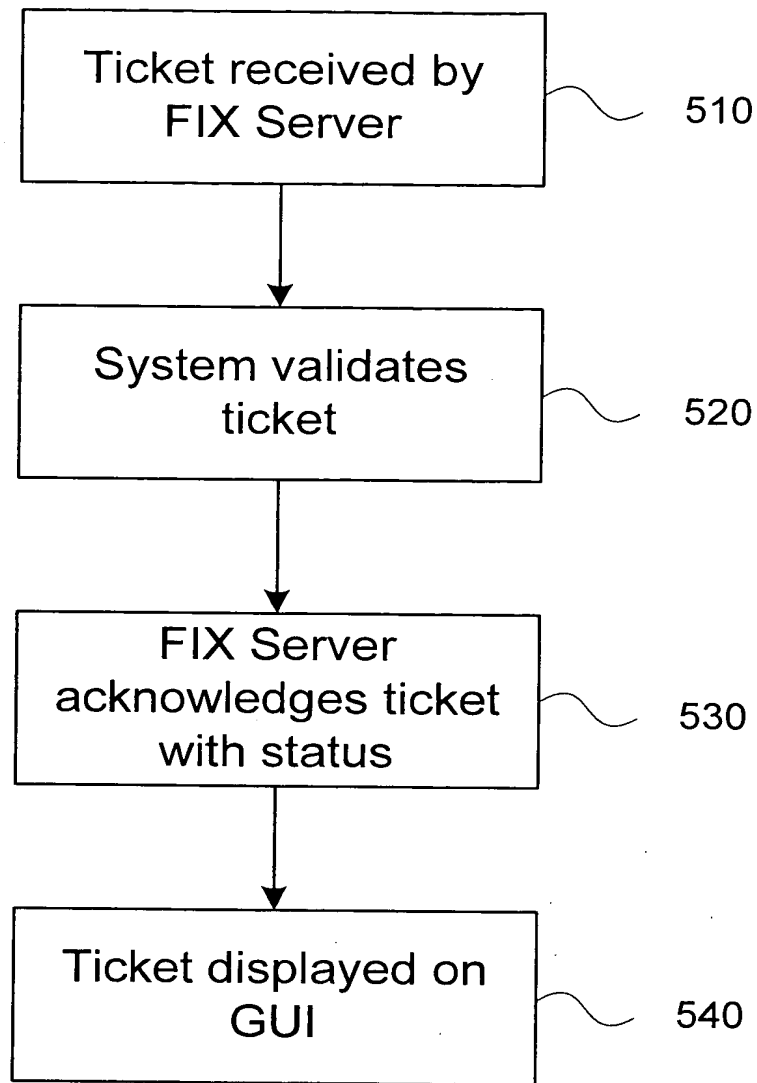 Ticket received by
FIX Server
510
System validates
ticket
520
FIX Server
acknowledges ticket
with status
530
Ticket displayed on
GUI
540